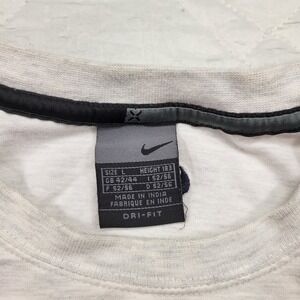 NIKE
SIZE L HEIGHT 183
GB 42/44 I 52/56
F 52/56 D 52/56
MADE IN INDIA
FABRIQUE EN INDE
DRI-FIT